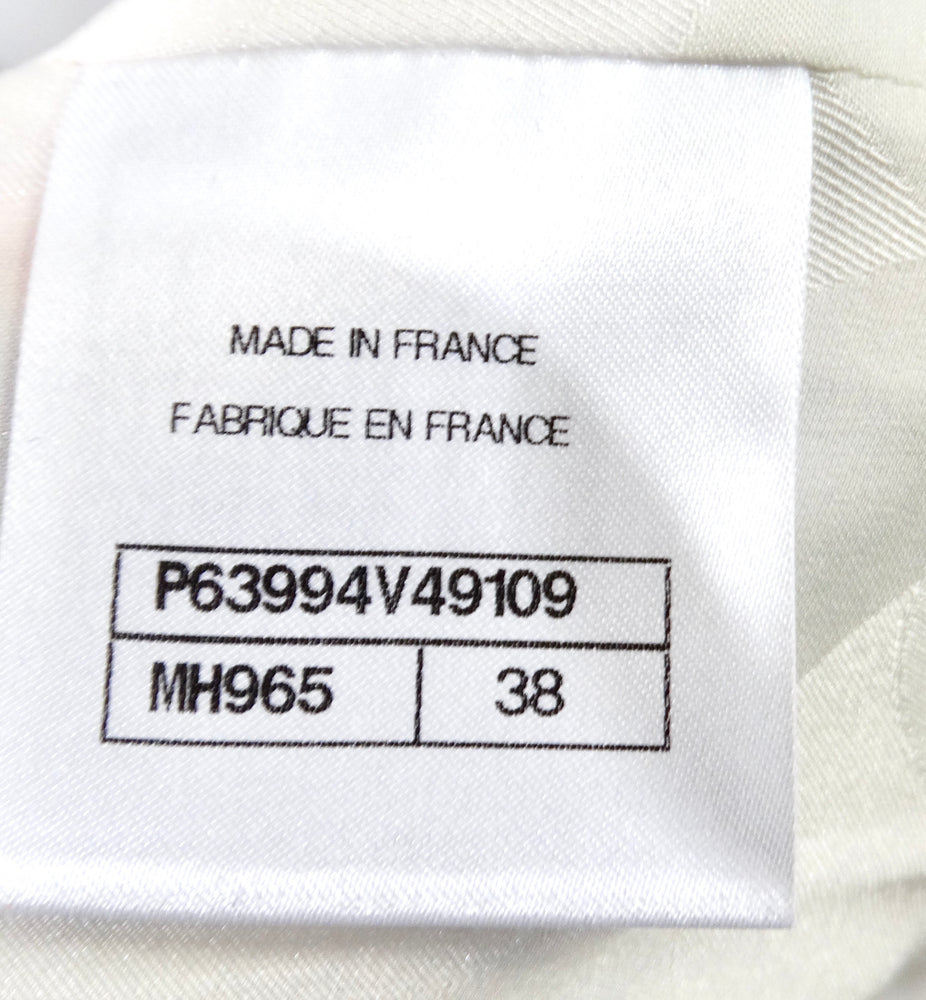 MADE IN FRANCE
FABRIQUE EN FRANCE
P63994V49109
MH965 38